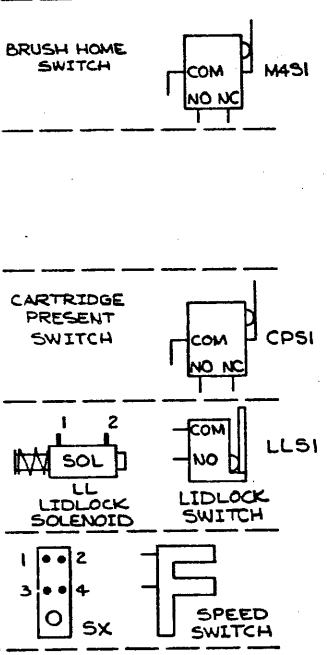 BRUSH HOME
SWITCH
COM
NO NC
M4S1
CARTRIDGE
PRESENT
SWITCH
COM
NO NC
CPS1
1 2
SOL
LL
LIDLOCK
SOLENOID
COM
NO
LLS1
LIDLOCK
SWITCH
1 2
3 4
SX
SPEED
SWITCH